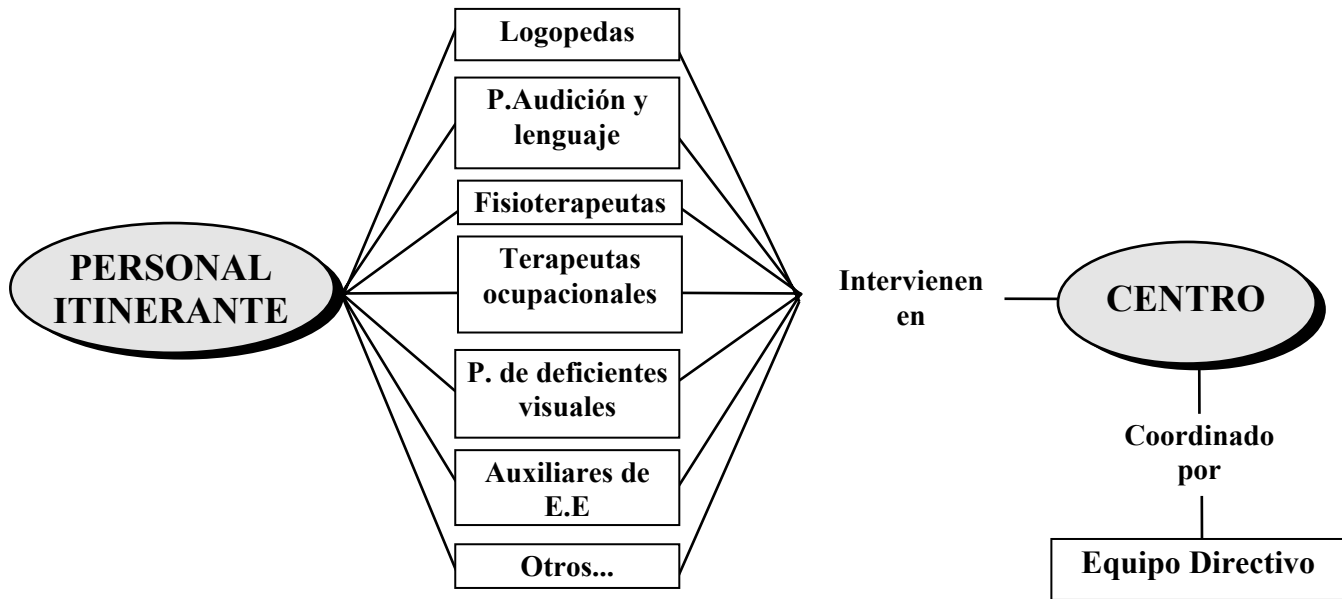 PERSONAL
ITINERANTE
Logopedas
P.Audición y
lenguaje
Fisioterapeutas
Terapeutas
ocupacionales
P. de deficientes
visuales
Auxiliares de
E.E
Otros...
Intervienen
en
CENTRO
Coordinado
por
Equipo Directivo